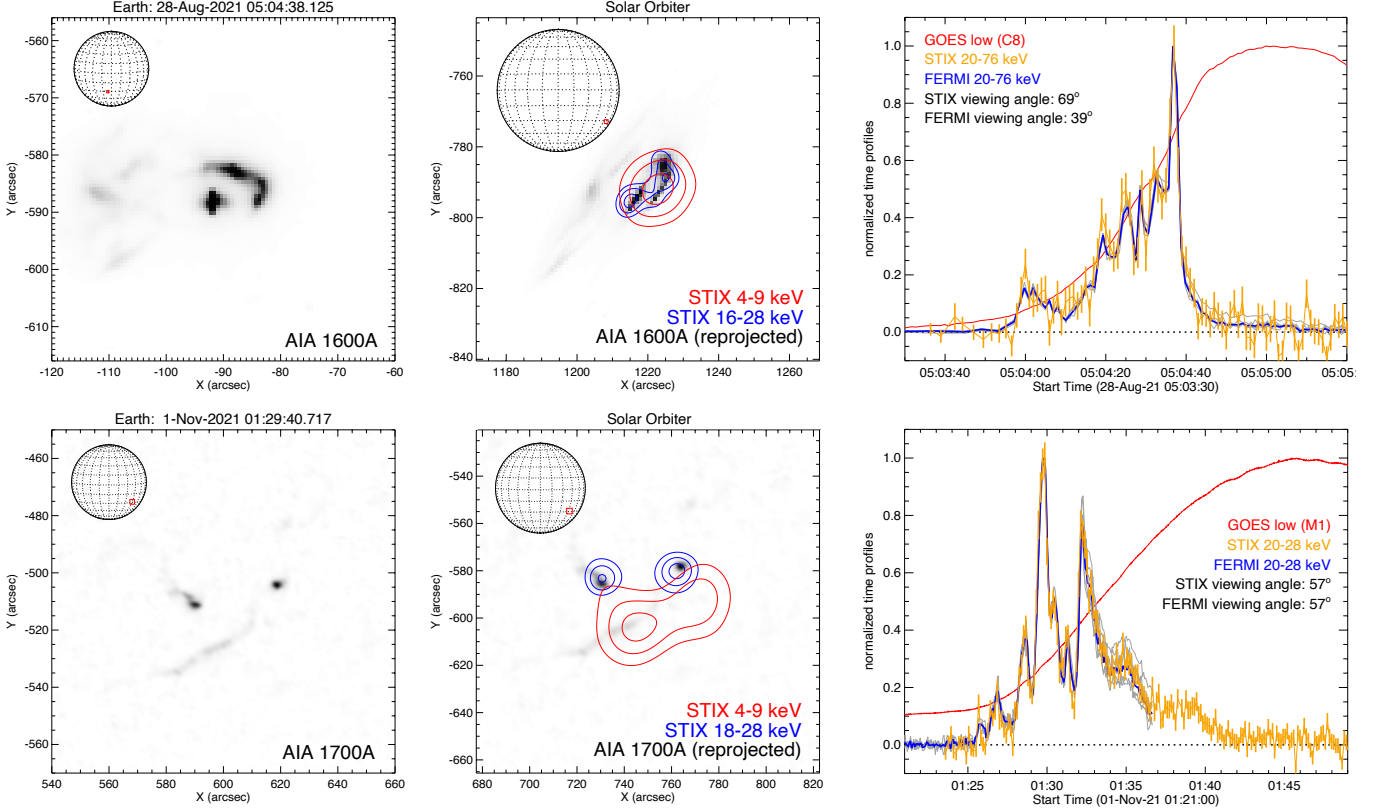 Earth: 28-Aug-2021 05:04:38.125
-560
-570
-580
-590
-600
-610
Y (arcsec)
AIA 1600A
-120 -110 -100 -90 -80 -70 -60
X (arcsec)
Solar Orbiter
-760
-780
-800
-820
-840
Y (arcsec)
STIX 4-9 keV
STIX 16-28 keV
AIA 1600A (reprojected)
1180 1200 1220 1240 1260
X (arcsec)
1.0
0.8
0.6
0.4
0.2
0.0
normalized time profiles
GOES low (C8)
STIX 20-76 keV
FERMI 20-76 keV
STIX viewing angle: 69°
FERMI viewing angle: 39°
05:03:40 05:04:00 05:04:20 05:04:40 05:05:00 05:05:
Start Time (28-Aug-21 05:03:30)
Earth: 1-Nov-2021 01:29:40.717
-460
-480
-500
-520
-540
-560
Y (arcsec)
AIA 1700A
540 560 580 600 620 640 660
X (arcsec)
Solar Orbiter
-540
-560
-580
-600
-620
-640
-660
Y (arcsec)
STIX 4-9 keV
STIX 18-28 keV
AIA 1700A (reprojected)
680 700 720 740 760 780 800 820
X (arcsec)
1.0
0.8
0.6
0.4
0.2
0.0
normalized time profiles
GOES low (M1)
STIX 20-28 keV
FERMI 20-28 keV
STIX viewing angle: 57°
FERMI viewing angle: 57°
01:25 01:30 01:35 01:40 01:45
Start Time (01-Nov-21 01:21:00)